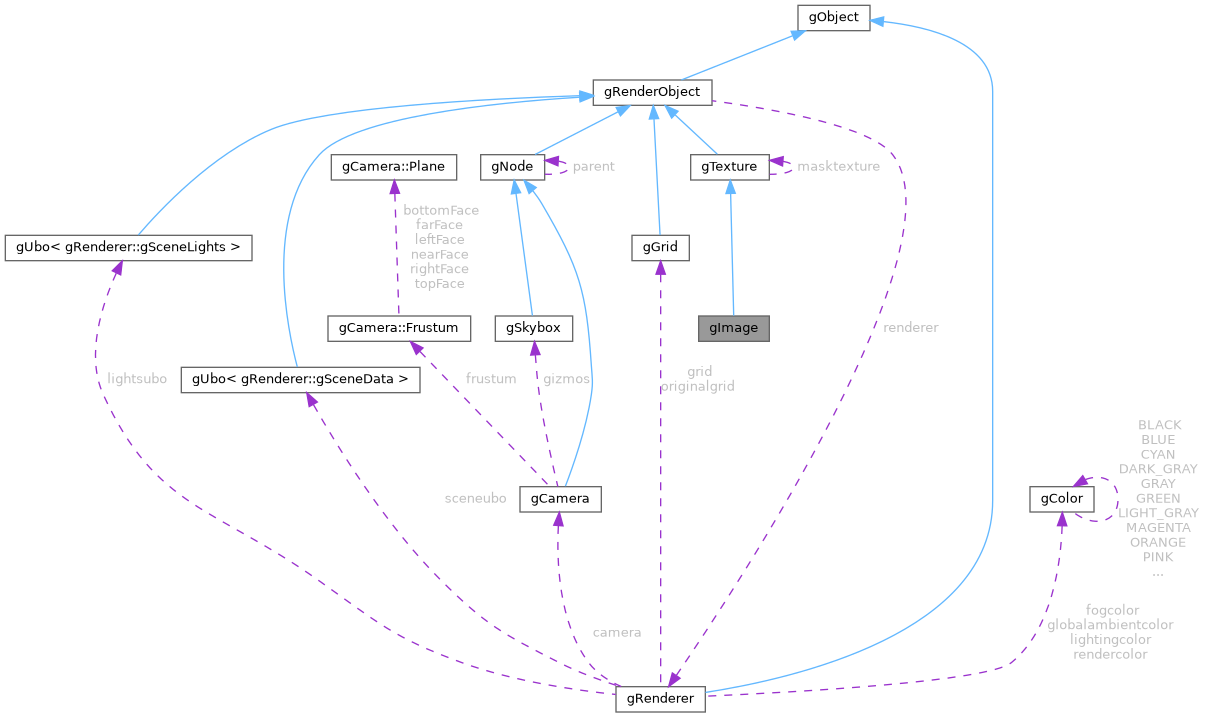 gObject
gRenderObject
gCamera::Plane
gNode
parent
gTexture
masktexture
bottomFace
farFace
leftFace
nearFace
rightFace
topFace
gUbo< gRenderer::gSceneLights >
gGrid
gCamera::Frustum
gSkybox
gImage
renderer
lightsubo
gUbo< gRenderer::gSceneData >
frustum
gizmos
grid
originalgrid
BLACK
BLUE
CYAN
DARK_GRAY
GRAY
GREEN
LIGHT_GRAY
MAGENTA
ORANGE
PINK
...
sceneubo
gCamera
gColor
camera
fogcolor
globalambientcolor
lightingcolor
rendercolor
gRenderer